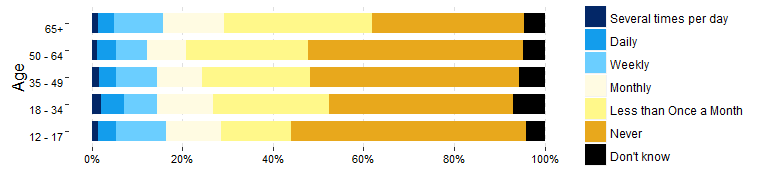 Age
65+
50 - 64
35 - 49
18 - 34
12 - 17
0%
20%
40%
60%
80%
100%
Several times per day
Daily
Weekly
Monthly
Less than Once a Month
Never
Don't know